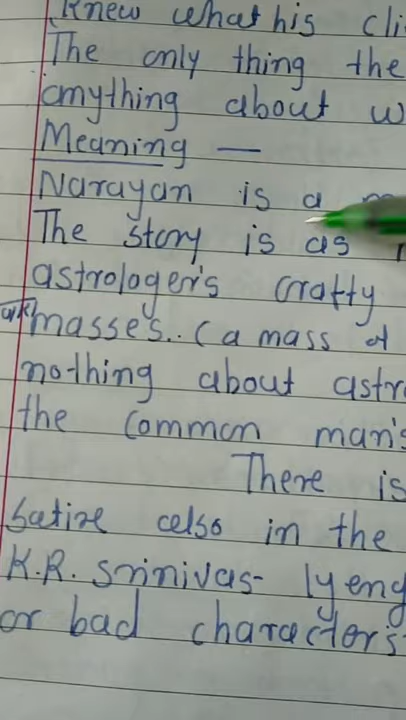 Knew what his cli
The only thing the
anything about w
Meaning —
Narayan is a
The story is as
astrologer's crafty
masses.. (a mass of
nothing about astr
the common man's
There is
Satire also in the
K.R. Srinivas- Iyeng
or bad characters